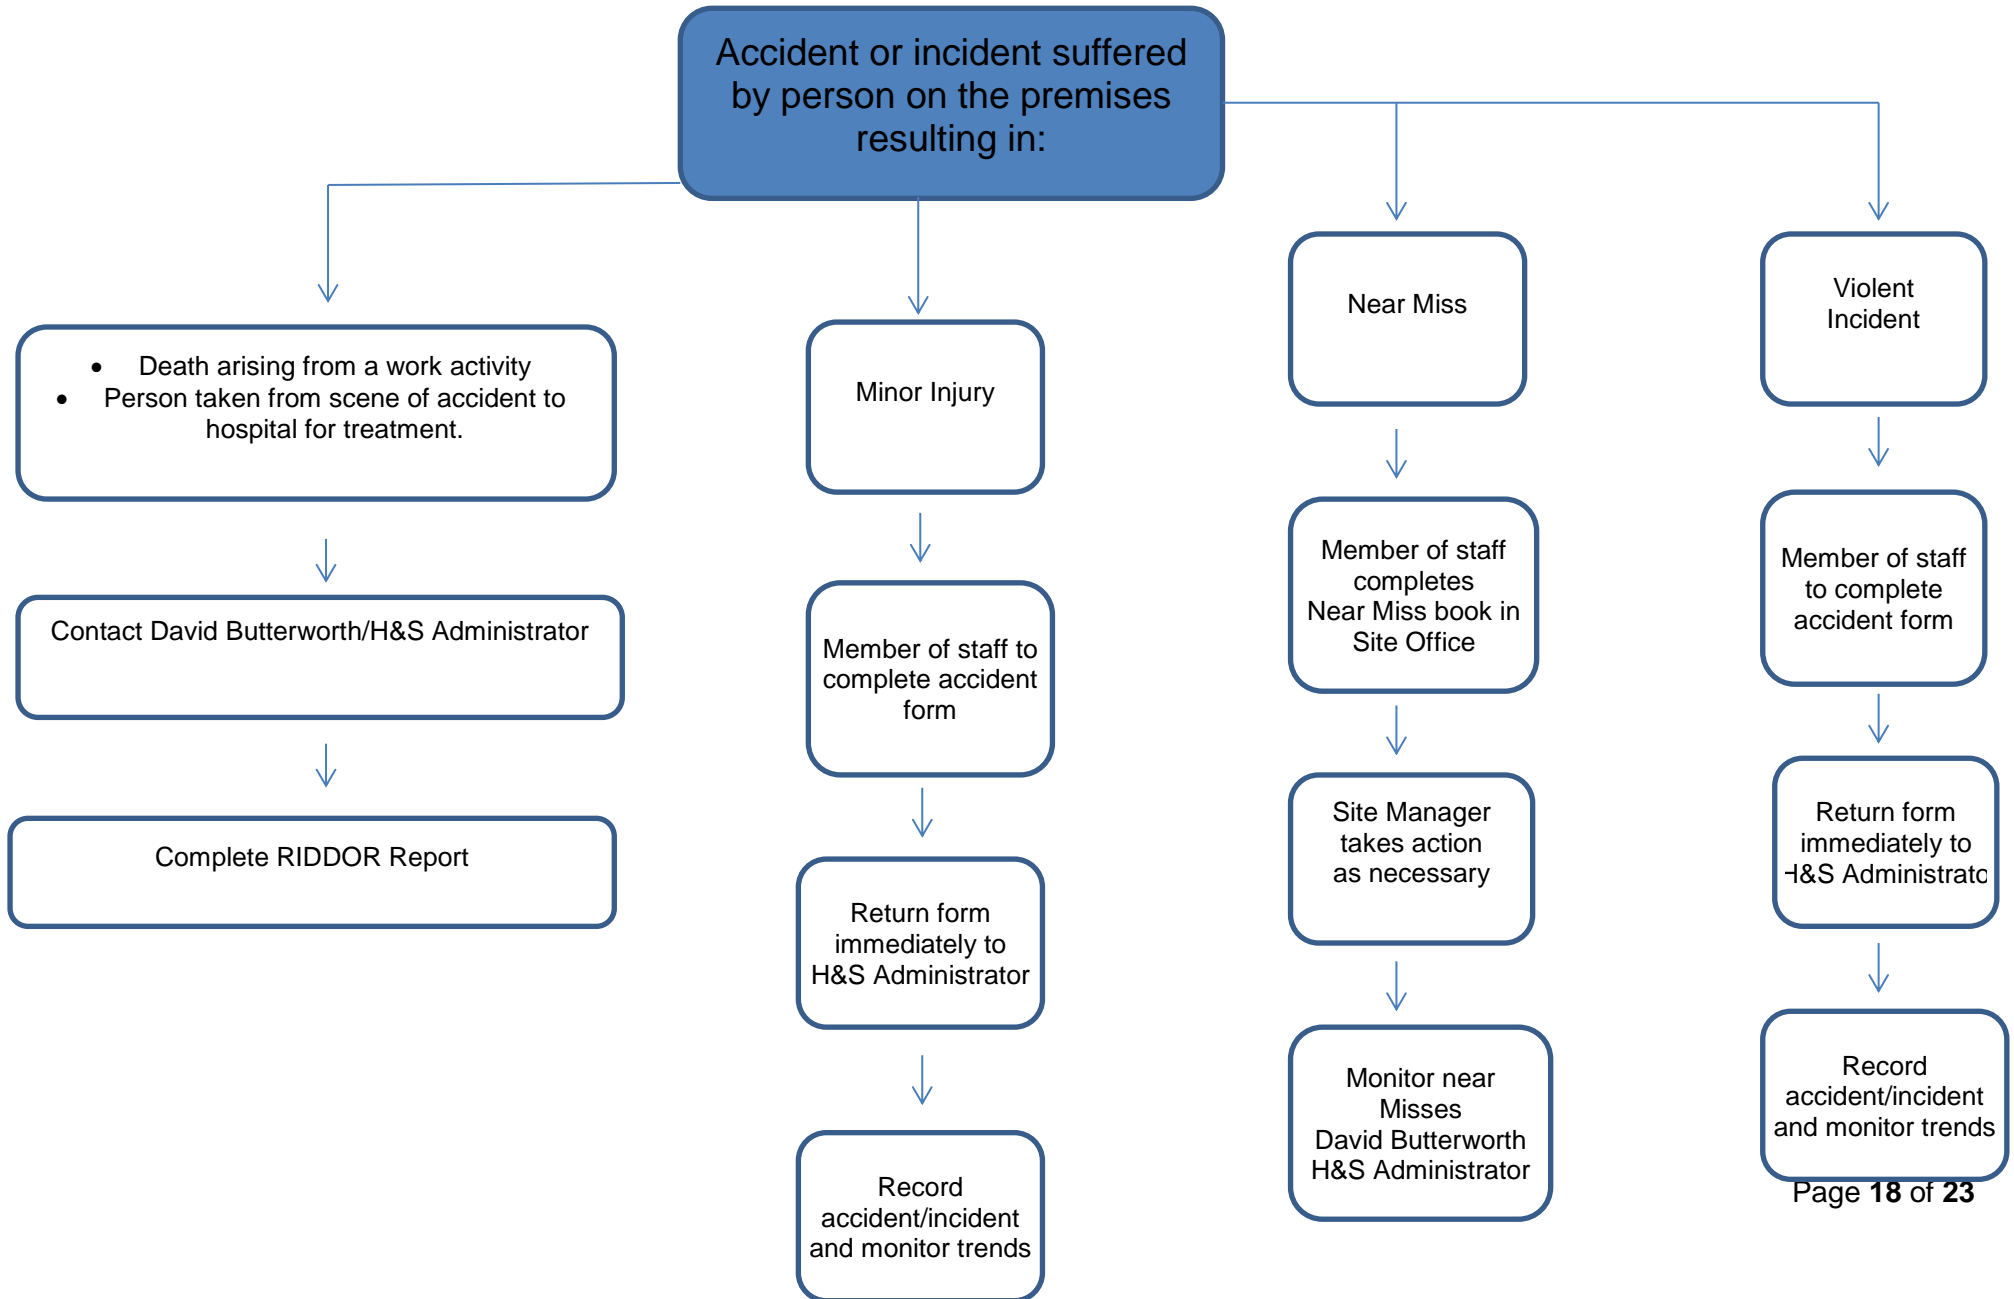 Accident or incident suffered
by person on the premises
resulting in:
• Death arising from a work activity
• Person taken from scene of accident to
hospital for treatment.
Contact David Butterworth/H&S Administrator
Complete RIDDOR Report
Minor Injury
Member of staff to
complete accident
form
Return form
immediately to
H&S Administrator
Record
accident/incident
and monitor trends
Near Miss
Member of staff
completes
Near Miss book in
Site Office
Site Manager
takes action
as necessary
Monitor near
Misses
David Butterworth
H&S Administrator
Violent
Incident
Member of staff
to complete
accident form
Return form
immediately to
H&S Administrato
Record
accident/incident
and monitor trends
Page 18 of 23